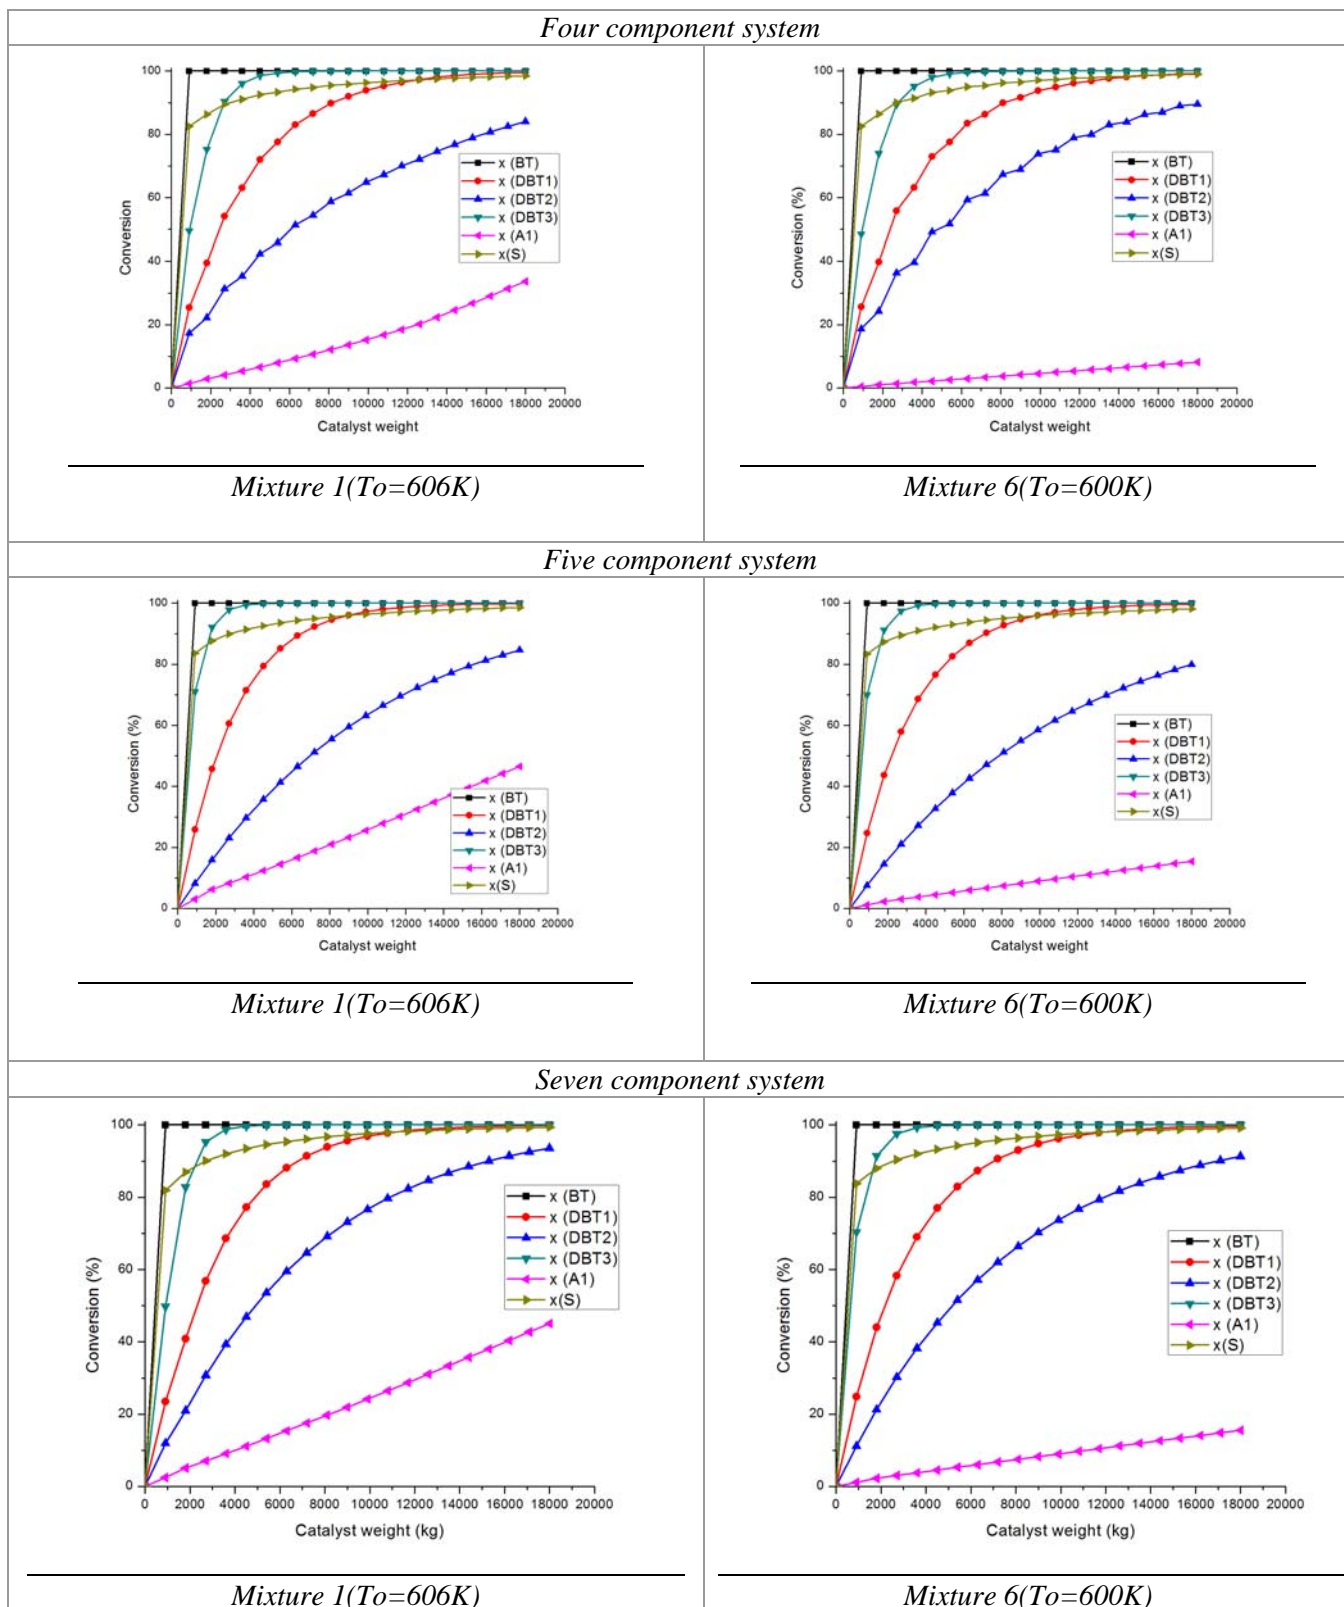 Four component system
100
80
60
40
20
0
Conversion
x (BT)
x (DBT1)
x (DBT2)
x (DBT3)
x (A1)
x(S)
0 2000 4000 6000 8000 10000 12000 14000 16000 18000 20000
Catalyst weight
Mixture 1(To=606K)
100
80
60
40
20
0
Conversion (%)
x (BT)
x (DBT1)
x (DBT2)
x (DBT3)
x (A1)
x(S)
0 2000 4000 6000 8000 10000 12000 14000 16000 18000 20000
Catalyst weight
Mixture 6(To=600K)
Five component system
100
80
60
40
20
0
Conversion (%)
x (BT)
x (DBT1)
x (DBT2)
x (DBT3)
x (A1)
x(S)
0 2000 4000 6000 8000 10000 12000 14000 16000 18000 20000
Catalyst weight
Mixture 1(To=606K)
100
80
60
40
20
0
Conversion (%)
x (BT)
x (DBT1)
x (DBT2)
x (DBT3)
x (A1)
x(S)
0 2000 4000 6000 8000 10000 12000 14000 16000 18000 20000
Catalyst weight
Mixture 6(To=600K)
Seven component system
100
80
60
40
20
0
Conversion (%)
x (BT)
x (DBT1)
x (DBT2)
x (DBT3)
x (A1)
x(S)
0 2000 4000 6000 8000 10000 12000 14000 16000 18000 20000
Catalyst weight (kg)
Mixture 1(To=606K)
100
80
60
40
20
0
Conversion (%)
x (BT)
x (DBT1)
x (DBT2)
x (DBT3)
x (A1)
x(S)
0 2000 4000 6000 8000 10000 12000 14000 16000 18000 20000
Catalyst weight (kg)
Mixture 6(To=600K)